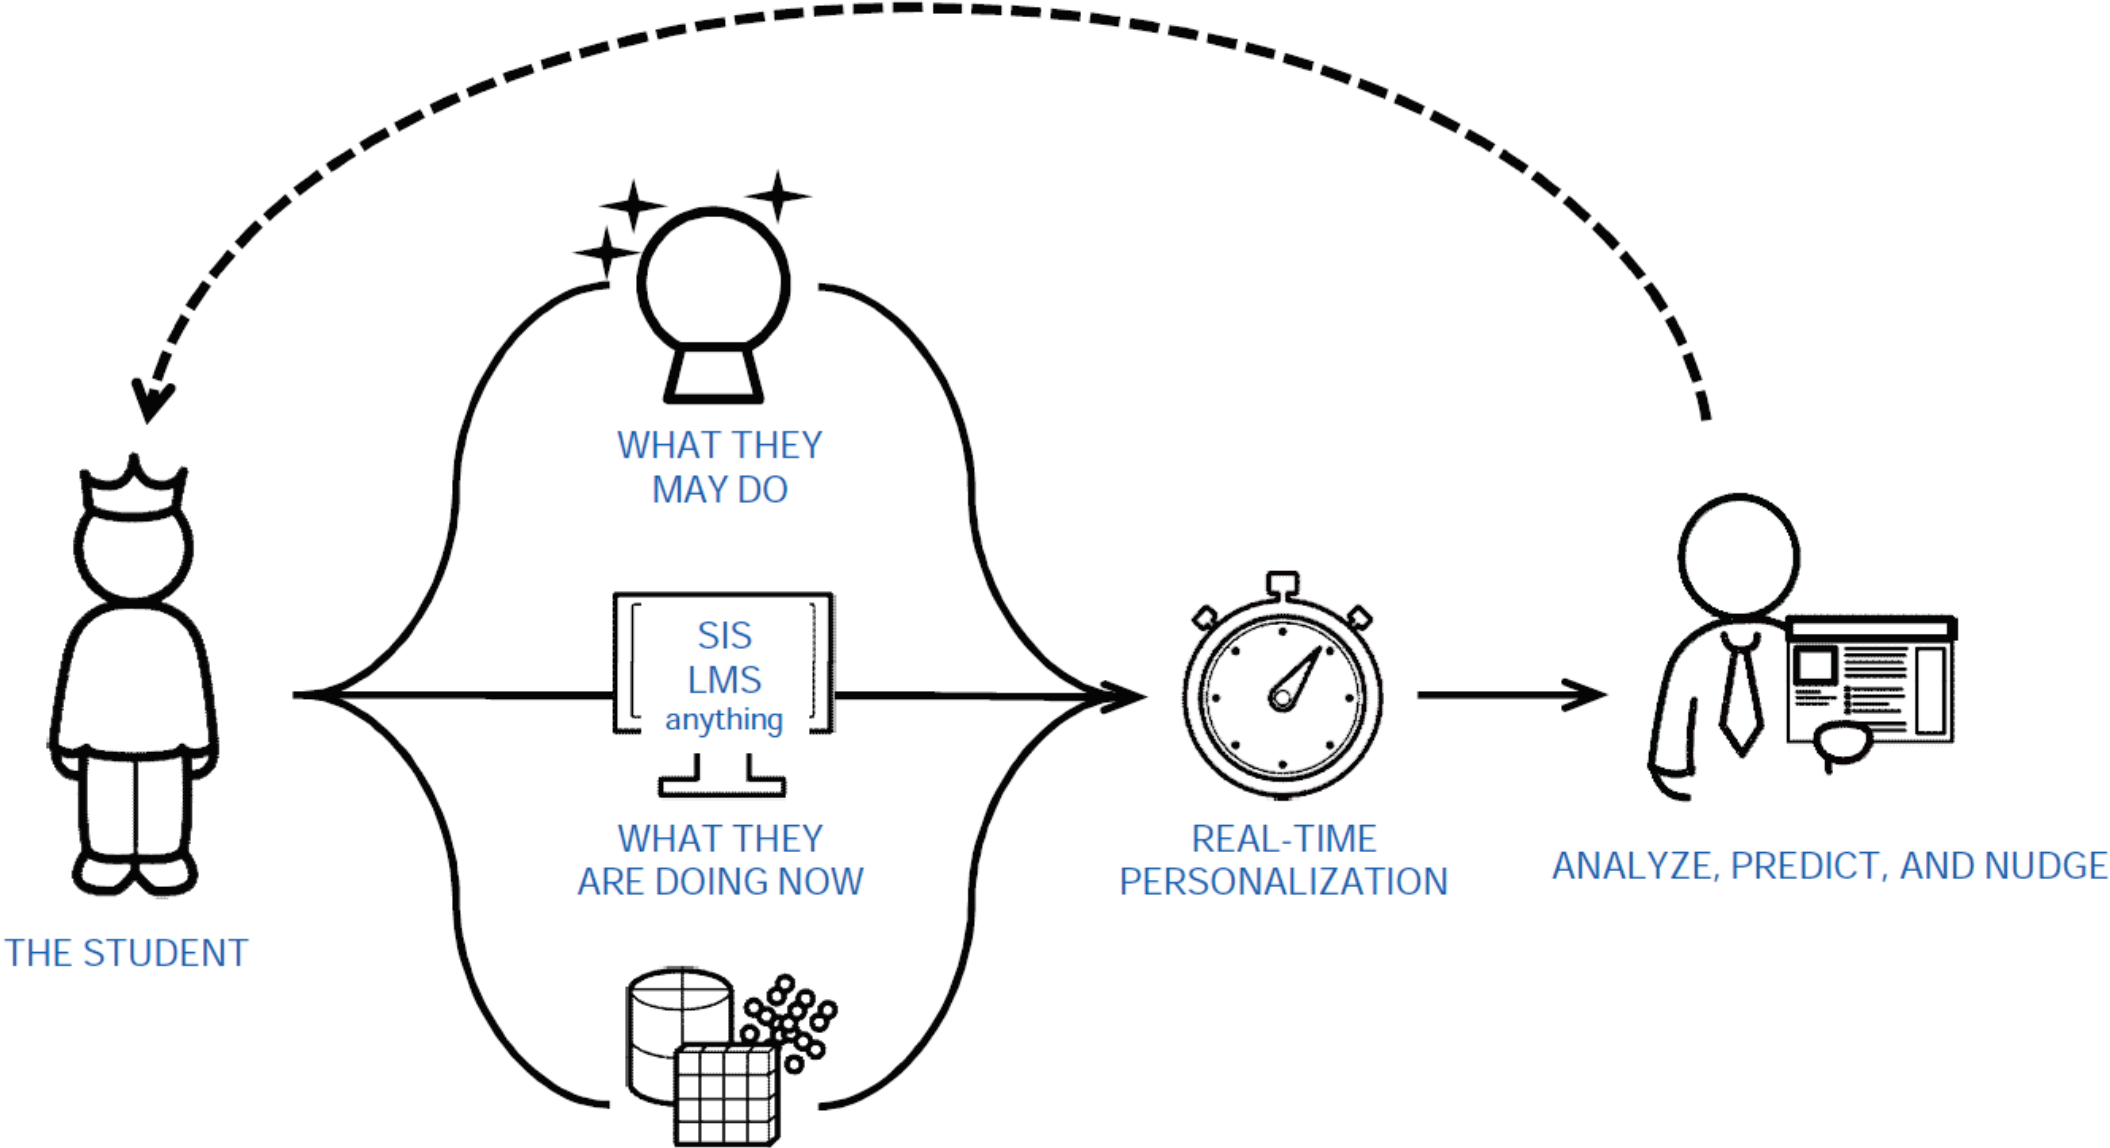 WHAT THEY
MAY DO
SIS
LMS
anything
WHAT THEY
ARE DOING NOW
REAL-TIME
PERSONALIZATION
ANALYZE, PREDICT, AND NUDGE
THE STUDENT